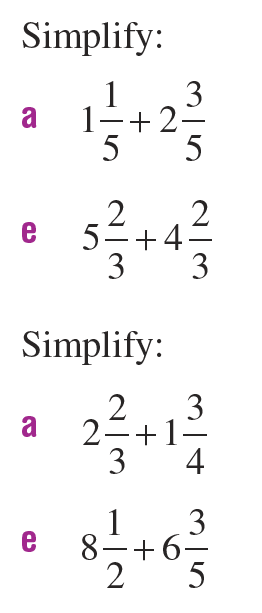 Simplify:
a 1 1/5 + 2 3/5
e 5 2/3 + 4 2/3
Simplify:
a 2 2/3 + 1 3/4
e 8 1/2 + 6 3/5